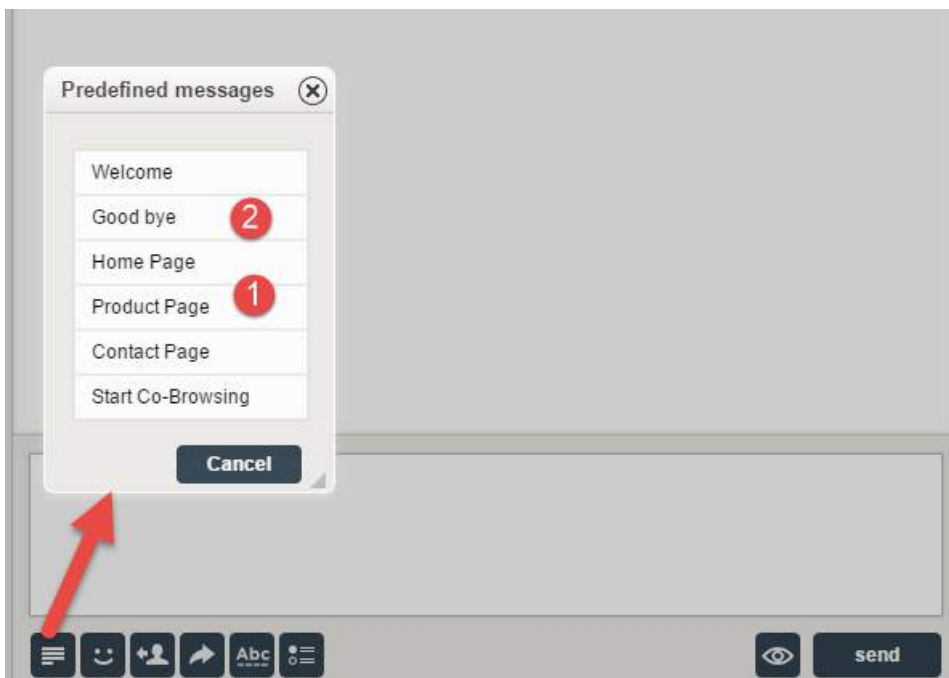 Predefined messages
Welcome
Good bye
2
Home Page
1
Product Page
Contact Page
Start Co-Browsing
Cancel
Abc
send